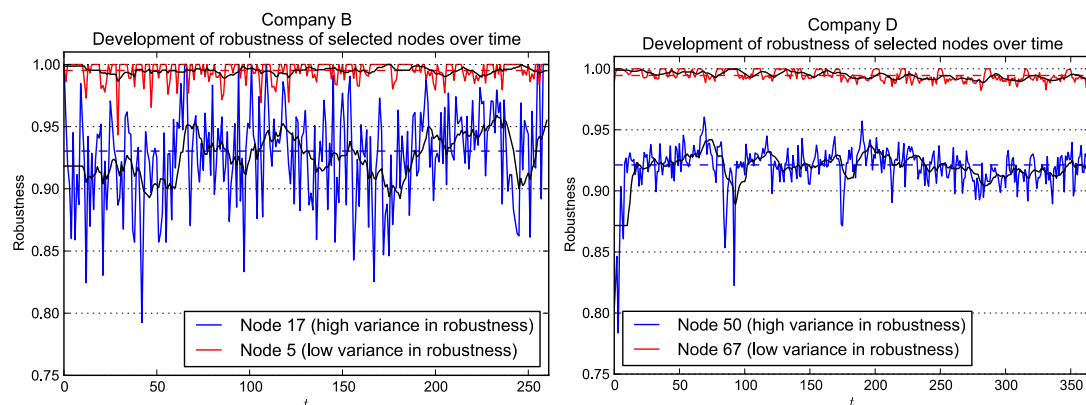 Company B
Development of robustness of selected nodes over time
Robustness
1.00
0.95
0.90
0.85
0.80
0.75
Node 17 (high variance in robustness)
Node 5 (low variance in robustness)
0
50
100
150
200
250
t
Company D
Development of robustness of selected nodes over time
Robustness
1.00
0.95
0.90
0.85
0.80
0.75
Node 50 (high variance in robustness)
Node 67 (low variance in robustness)
0
50
100
150
200
250
300
350
t